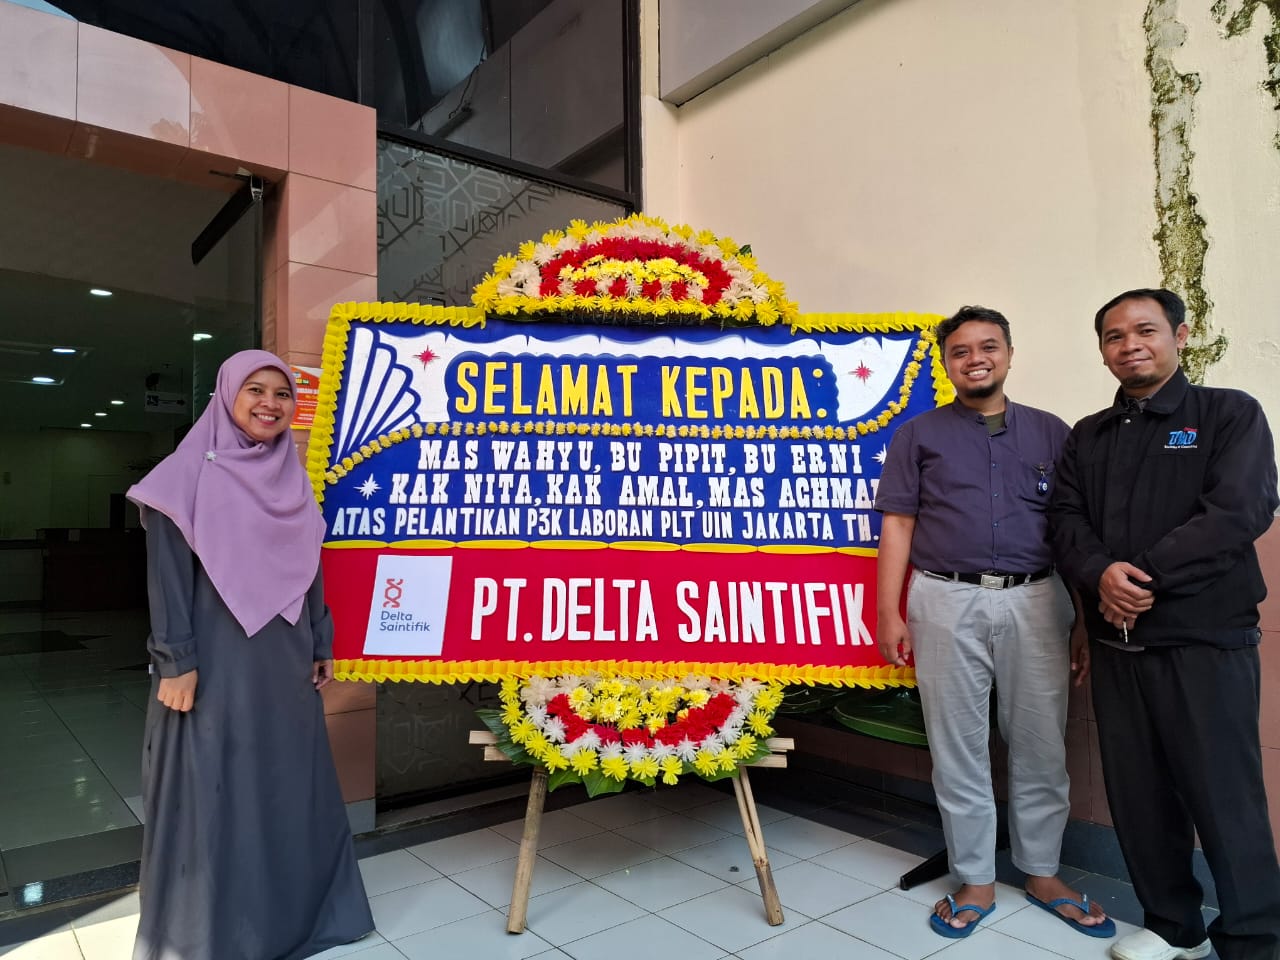 SELAMAT KEPADA:
MAS WAHYU, BU PIPIT, BU ERNI
KAK NITA, KAK AMAL, MAS ACHMAD
ATAS PELANTIKAN P3K LABORAN PLT UIN JAKARTA TH.
Delta
Saintifik
PT. DELTA SAINTIFIK